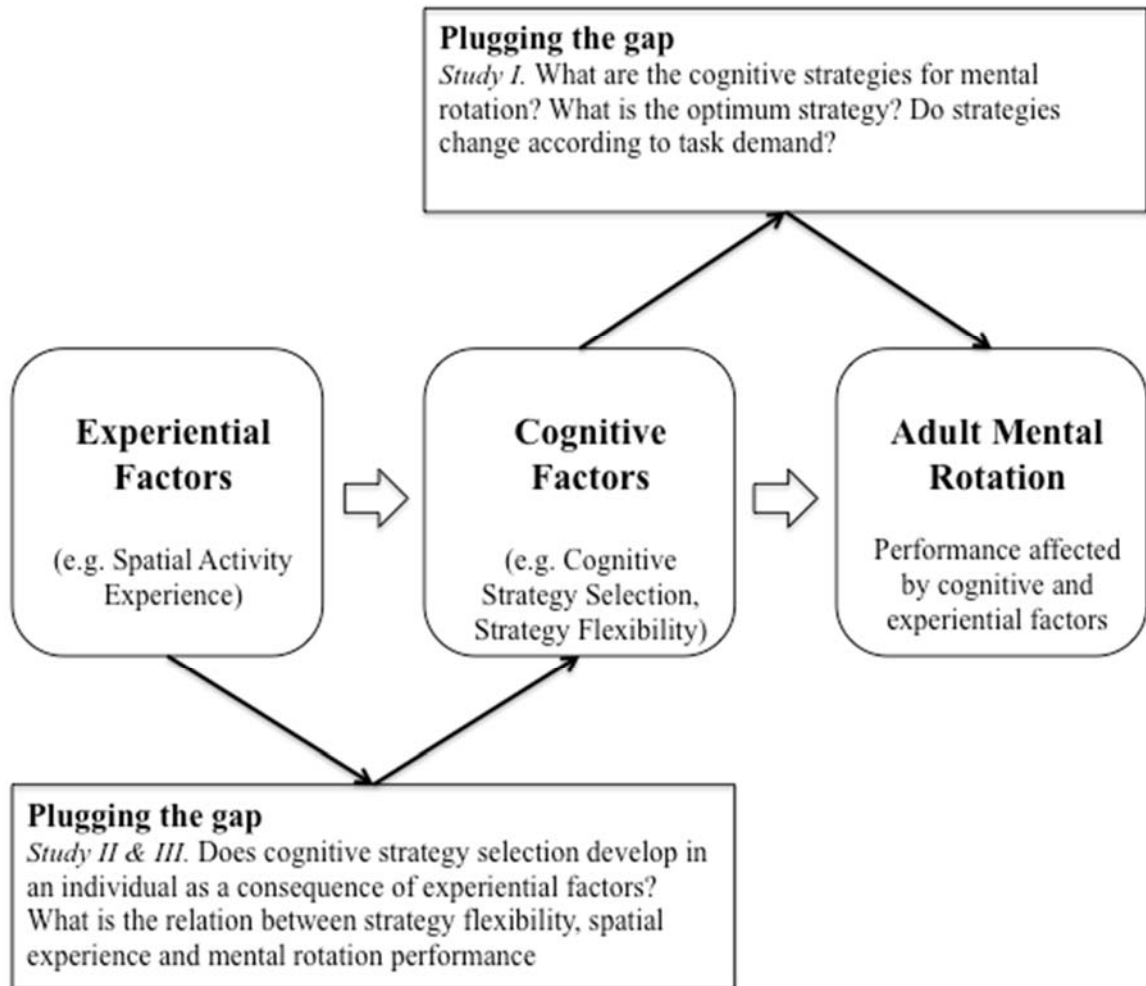 Plugging the gap
Study I. What are the cognitive strategies for mental
rotation? What is the optimum strategy? Do strategies
change according to task demand?
Experiential
Factors
(e.g. Spatial Activity
Experience)
Cognitive
Factors
(e.g. Cognitive
Strategy Selection,
Strategy Flexibility)
Adult Mental
Rotation
Performance affected
by cognitive and
experiential factors
Plugging the gap
Study II & III. Does cognitive strategy selection develop in
an individual as a consequence of experiential factors?
What is the relation between strategy flexibility, spatial
experience and mental rotation performance